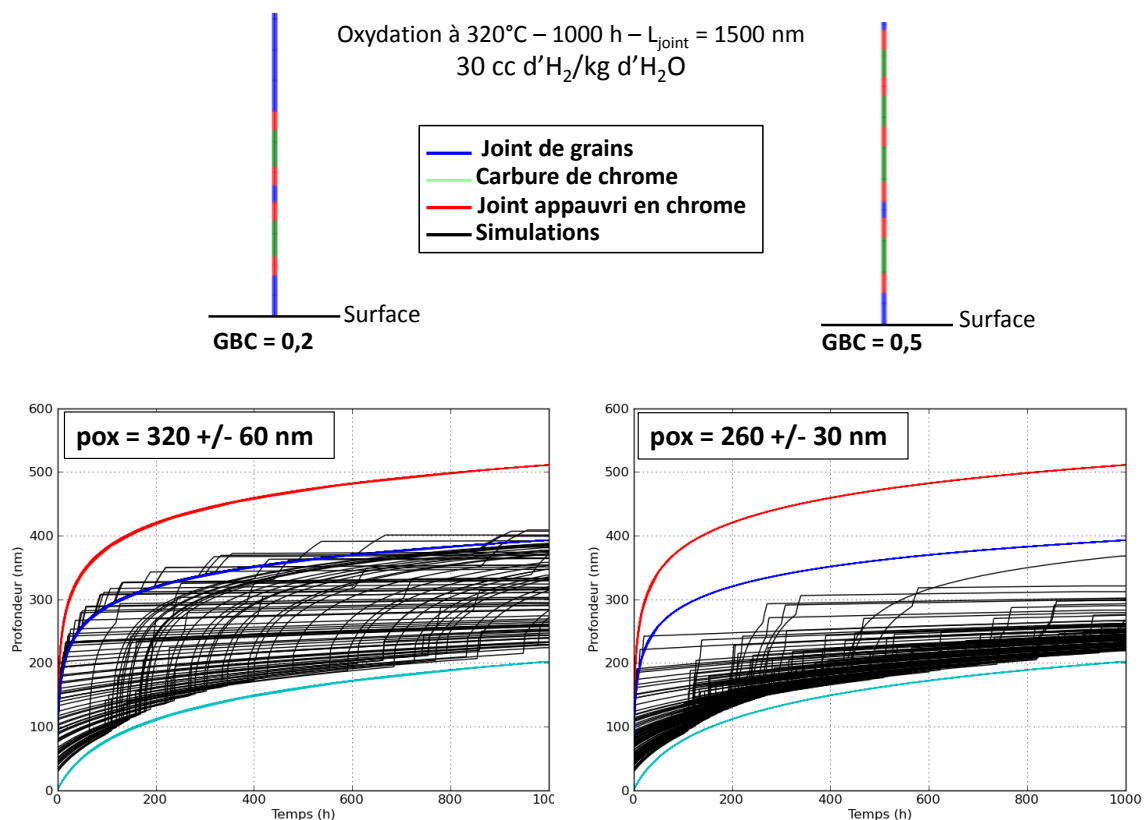 Oxydation à 320°C – 1000 h – Ljoint = 1500 nm
30 cc d'H2/kg d'H2O
Joint de grains
Carbure de chrome
Joint appauvri en chrome
Simulations
Surface
GBC = 0,2
Surface
GBC = 0,5
pox = 320 +/- 60 nm
600
500
400
300
200
100
0
Profondeur (nm)
0 200 400 600 800 100
Temps (h)
pox = 260 +/- 30 nm
600
500
400
300
200
100
0
Profondeur (nm)
0 200 400 600 800 1000
Temps (h)